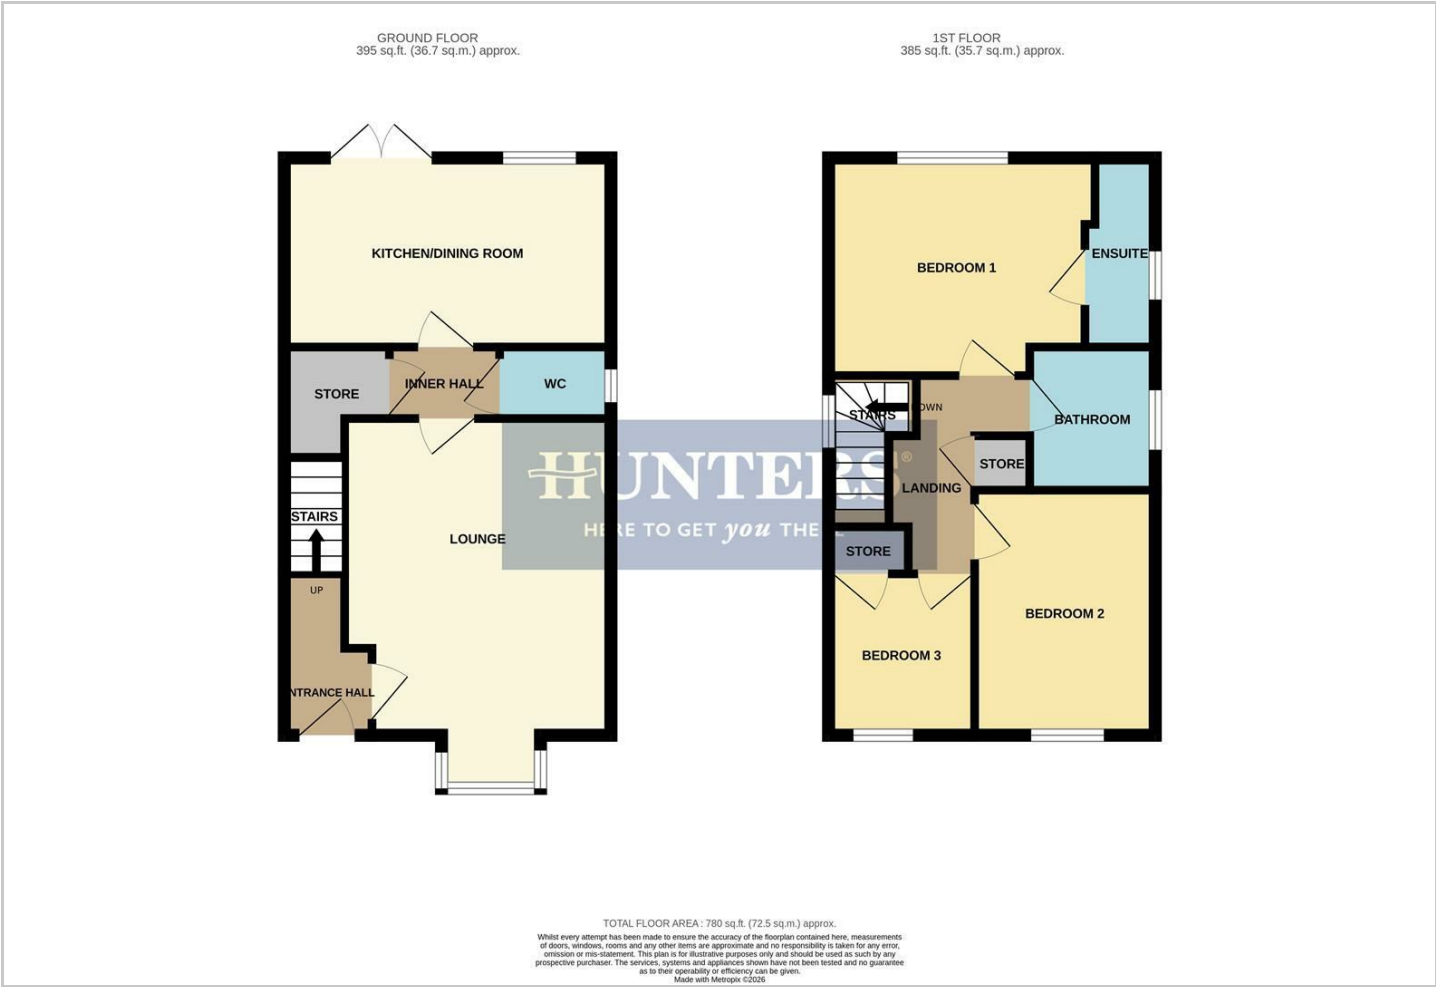 GROUND FLOOR
395 sq.ft. (36.7 sq.m.) approx.
1ST FLOOR
385 sq.ft. (35.7 sq.m.) approx.
KITCHEN/DINING ROOM
STORE
INNER HALL
WC
STAIRS
LOUNGE
UP
NTRANCE HALL
BEDROOM 1
ENSUITE
STAIRS
DOWN
BATHROOM
STORE
LANDING
STORE
BEDROOM 2
BEDROOM 3
HUNTERS®
HERE TO GET you THE
TOTAL FLOOR AREA : 780 sq.ft. (72.5 sq.m.) approx.
Whilst every attempt has been made to ensure the accuracy of the floorplan contained here, measurements
of doors, windows, rooms and any other items are approximate and no responsibility is taken for any error,
omission or mis-statement. This plan is for illustrative purposes only and should be used as such by any
prospective purchaser. The services, systems and appliances shown have not been tested and no guarantee
as to their operability or efficiency can be given.
Made with Metropix ©2026